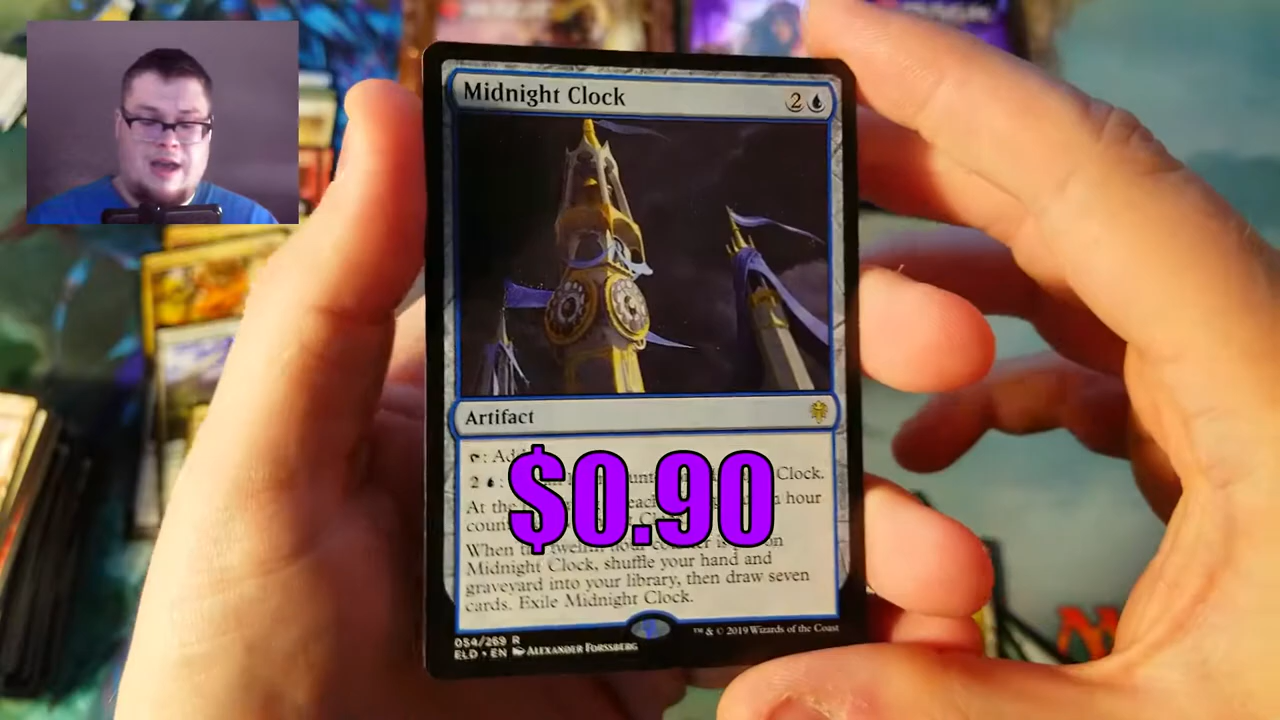 Midnight Clock 2
Artifact
: Ad
$0.90
2 : Clock.
At the each hour
coun
When twelfth hour counter is on
Midnight Clock, shuffle your hand and
graveyard into your library, then draw seven
cards. Exile Midnight Clock.
054/269 R
ELD • EN ALEXANDER FORSSBERG
™ & © 2019 Wizards of the Coast